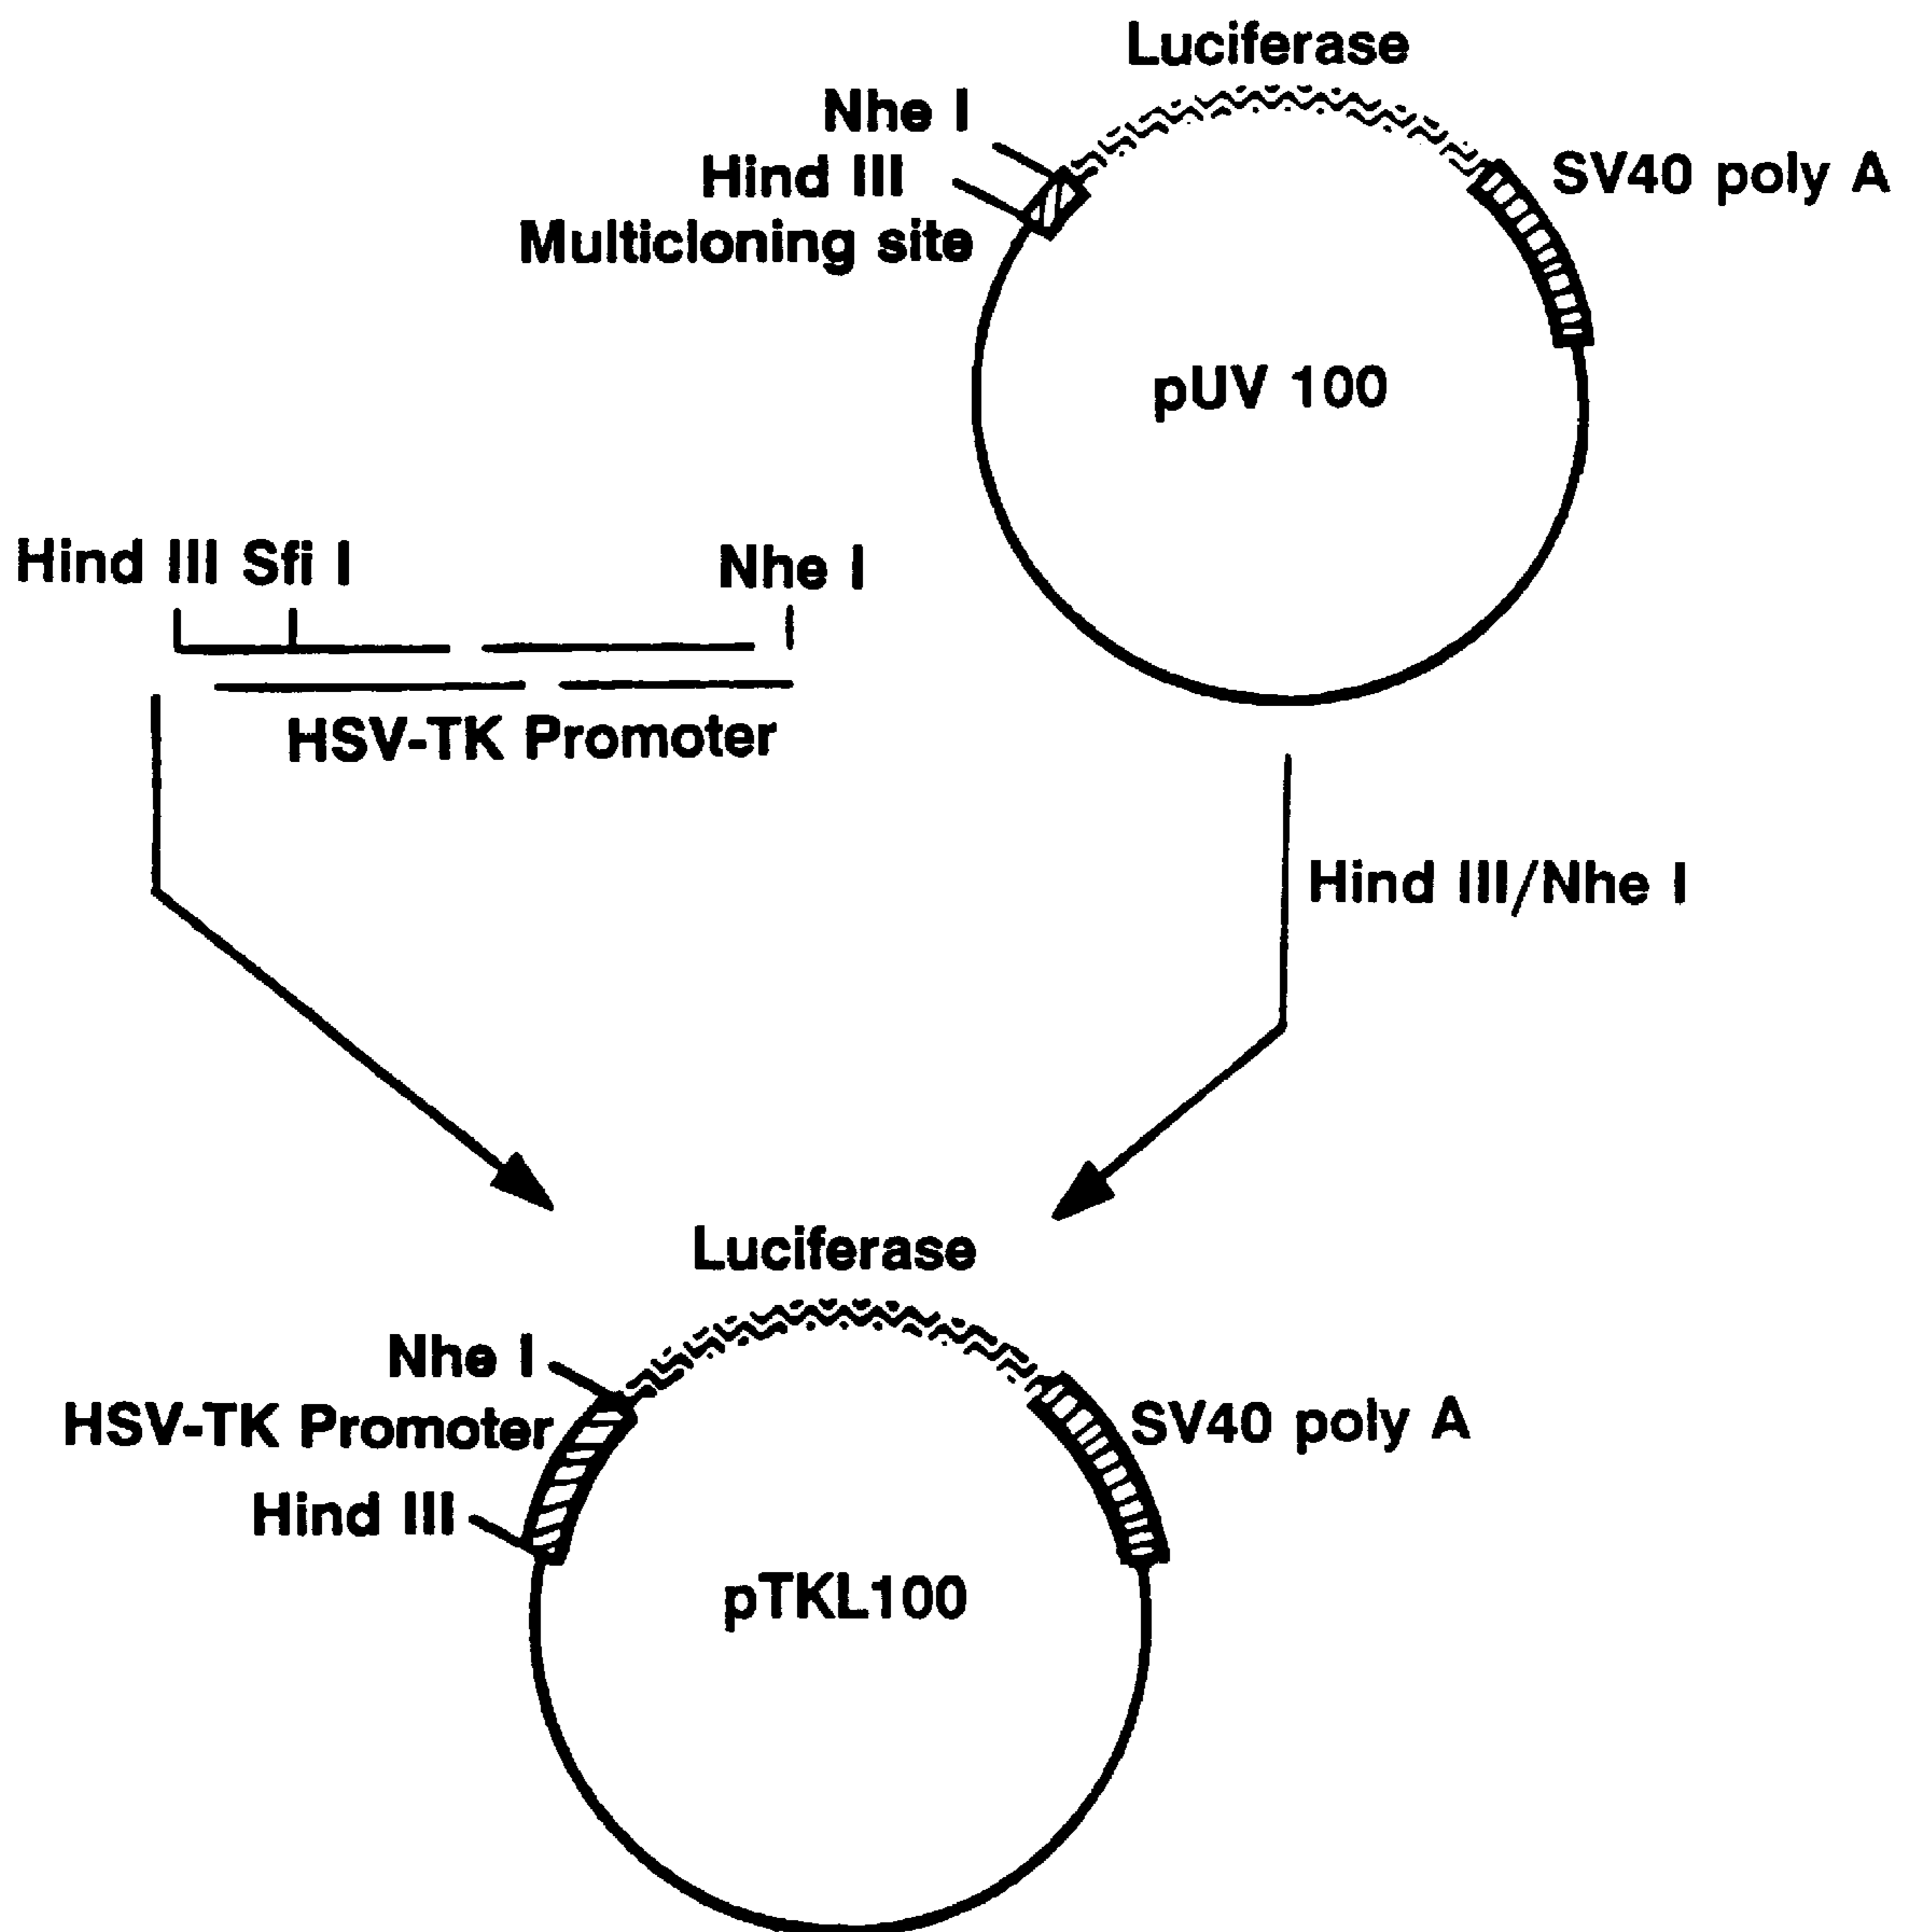 Luciferase
Nhe I
Hind III
Multicloning site
SV40 poly A
pUV 100
Hind III Sfi I
Nhe I
HSV-TK Promoter
Hind III/Nhe I
Luciferase
Nhe I
HSV-TK Promoter
Hind III
SV40 poly A
pTKL100